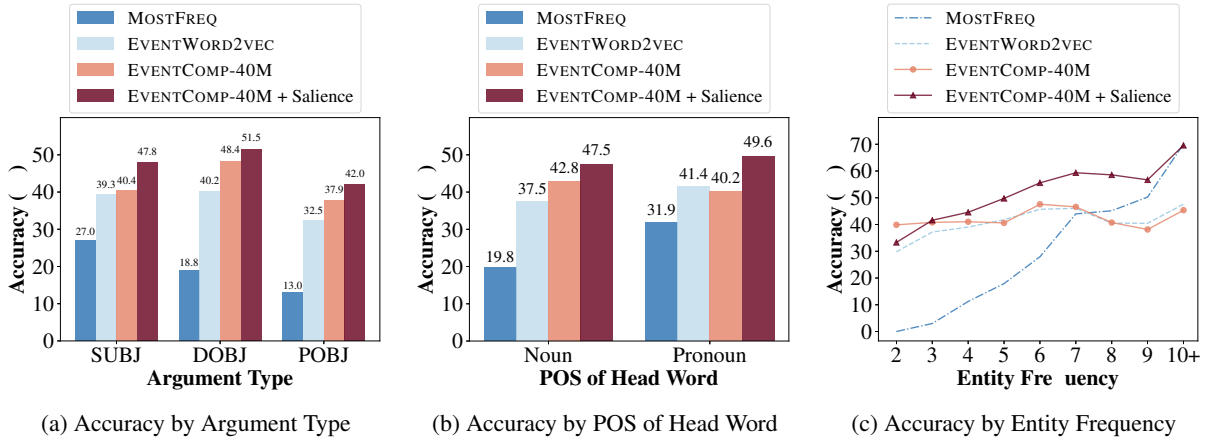 MOSTFREQ
EVENTWORD2VEC
EVENTCOMP-40M
EVENTCOMP-40M + Salience
Accuracy ( )
50
40
30
20
10
0
27.0
39.3
40.4
47.8
18.8
40.2
48.4
51.5
13.0
32.5
37.9
42.0
SUBJ DOBJ POBJ
Argument Type
(a) Accuracy by Argument Type
MOSTFREQ
EVENTWORD2VEC
EVENTCOMP-40M
EVENTCOMP-40M + Salience
Accuracy ( )
50
40
30
20
10
0
19.8
37.5
42.8
47.5
31.9
41.4
40.2
49.6
Noun Pronoun
POS of Head Word
(b) Accuracy by POS of Head Word
MOSTFREQ
EVENTWORD2VEC
EVENTCOMP-40M
EVENTCOMP-40M + Salience
Accuracy ( )
70
60
50
40
30
20
10
0
2 3 4 5 6 7 8 9 10+
Entity Fre uency
(c) Accuracy by Entity Frequency